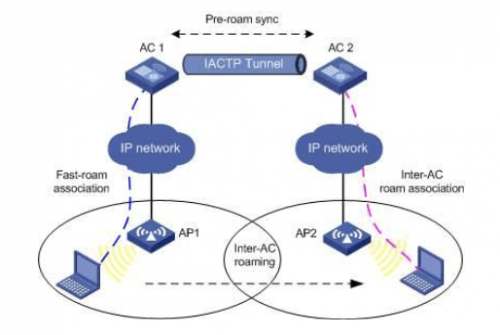 Pre-roam sync
AC 1
AC 2
IACTP Tunnel
IP network
IP network
Fast-roam
association
Inter-AC
roam association
AP1
AP2
Inter-AC
roaming